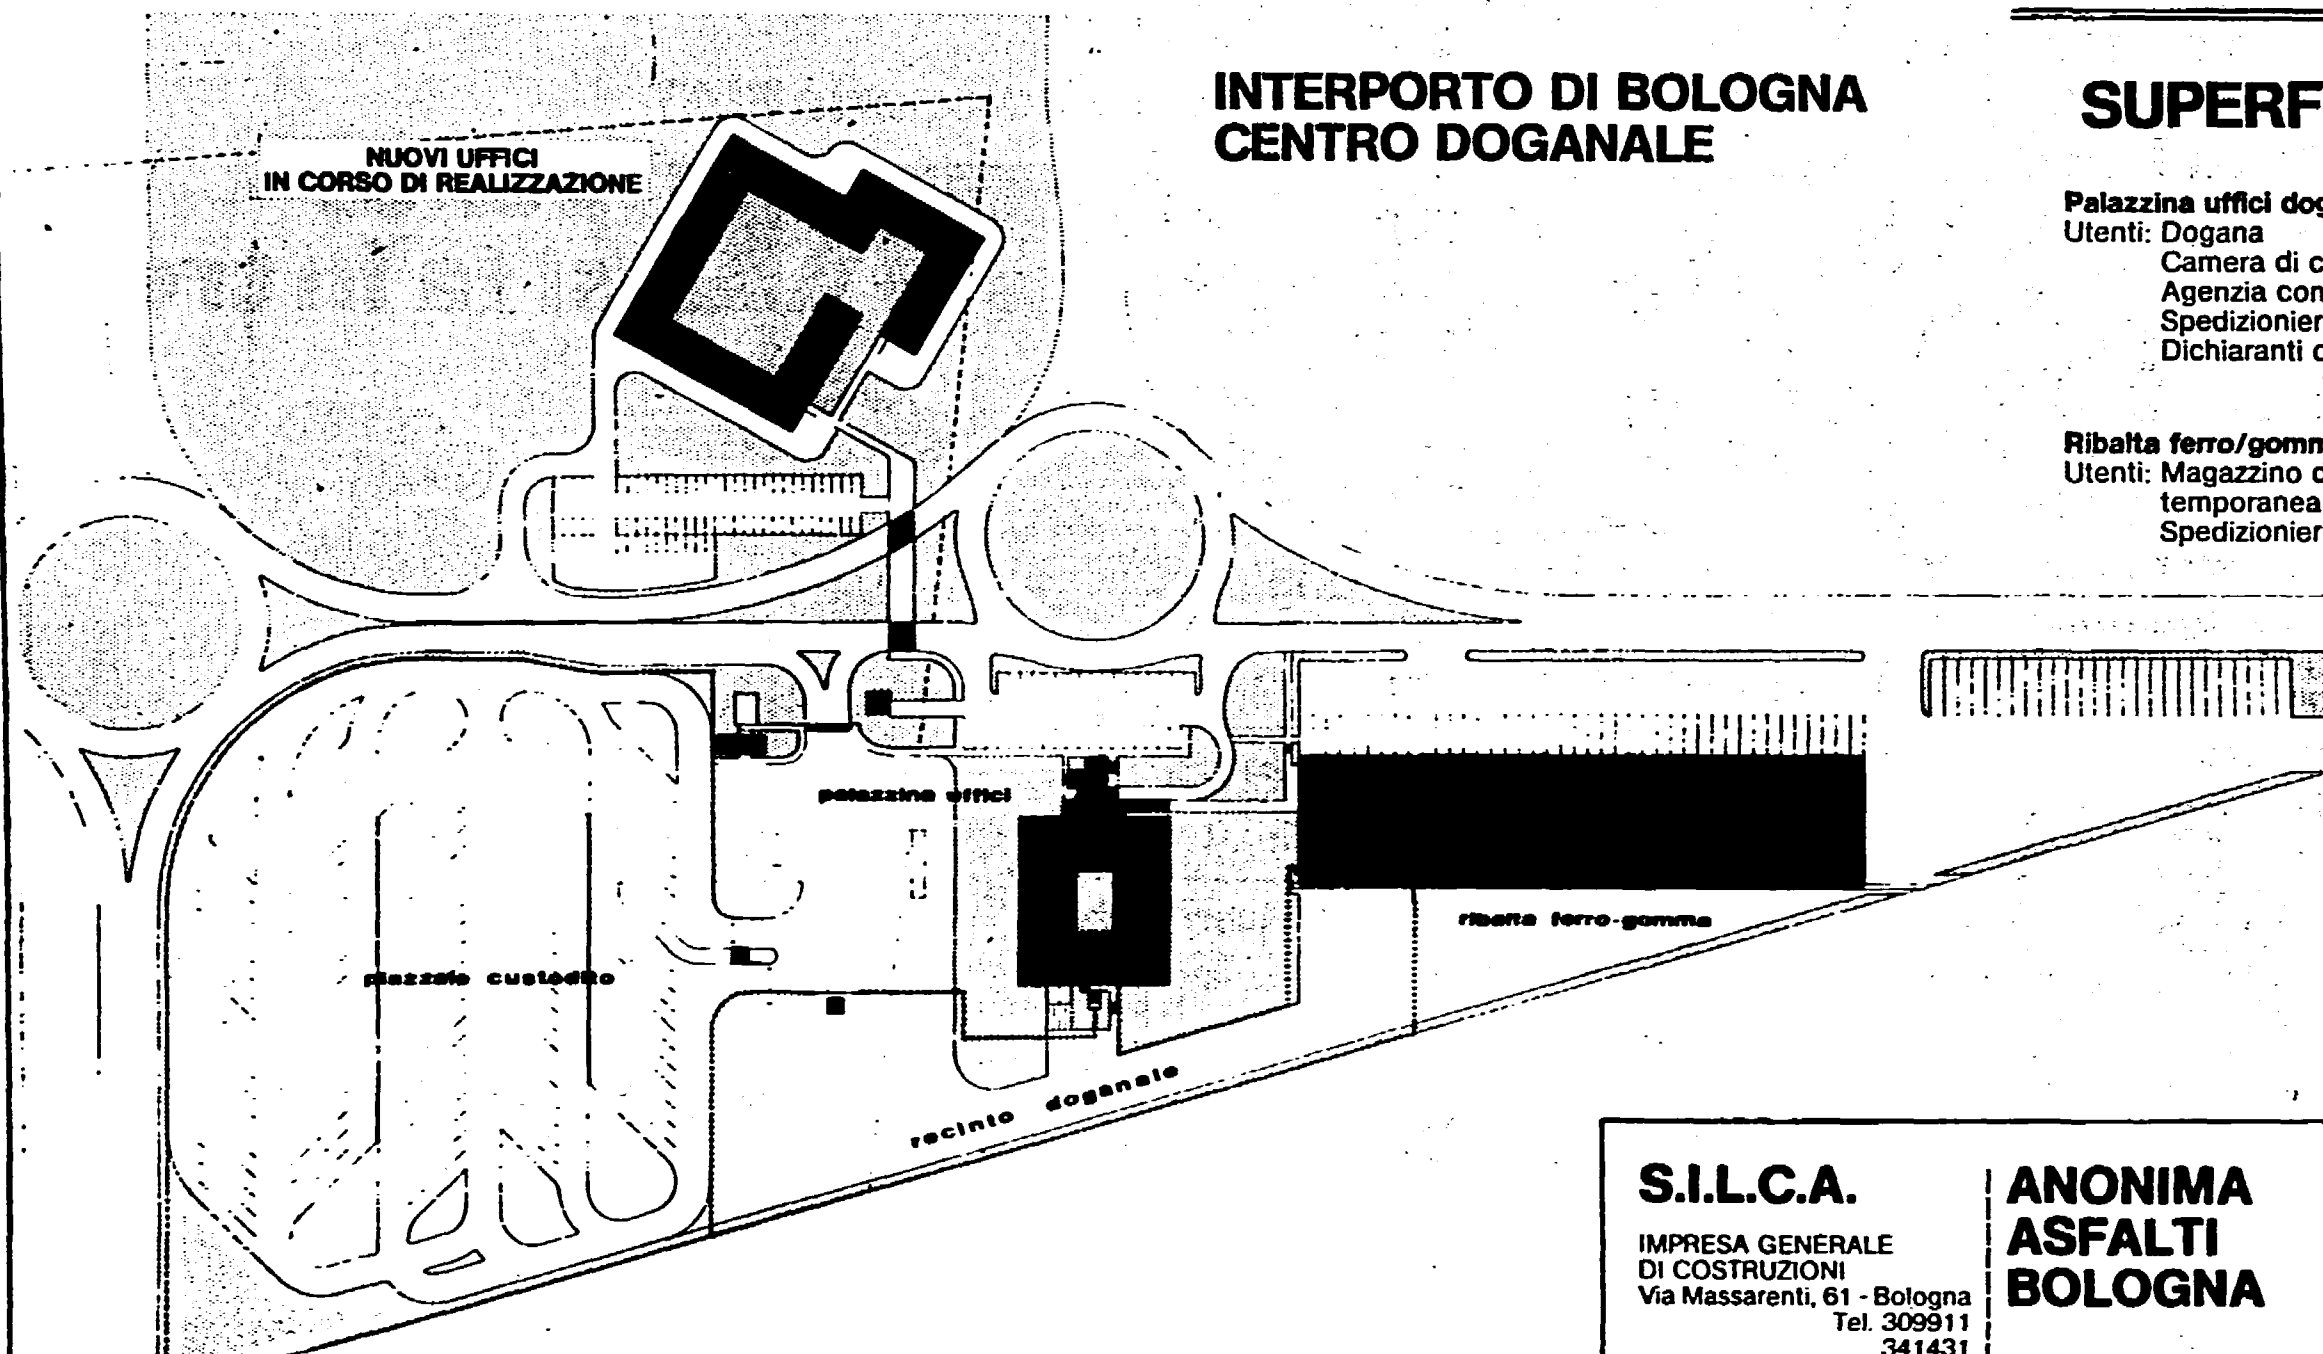 INTERPORTO DI BOLOGNA
CENTRO DOGANALE
NUOVI UFFICI
IN CORSO DI REALIZZAZIONE
SUPERF
Palazzina uffici dog
Utenti: Dogana
Camera di c
Agenzia con
Spedizionier
Dichiaranti d
Ribalta ferro/gomm
Utenti: Magazzino c
temporanea
Spedizionier
palazzina uffici
ribalta ferro-gomma
piazzale custodito
recinto doganale
S.I.L.C.A.
IMPRESA GENERALE
DI COSTRUZIONI
Via Massarenti, 61 - Bologna
Tel. 309911
341431
ANONIMA
ASFALTI
BOLOGNA